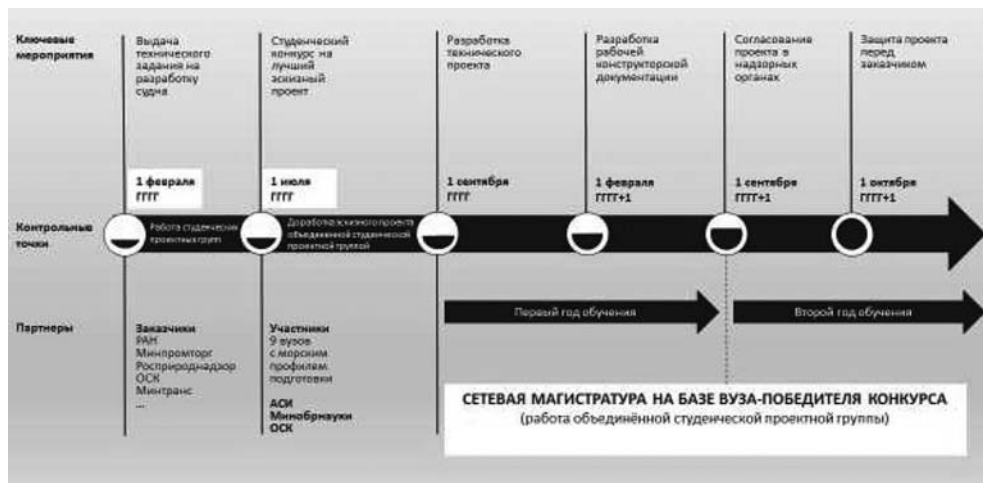 Ключевые
мероприятия
Выдача
технического
задания на
разработку
судна
Студенческий
конкурс на
лучший
эскизный
проект
Разработка
технического
проекта
Разработка
рабочей
конструкторской
документации
Согласование
проекта в
надзорных
органах
Защита проекта
перед
заказчиком
1 февраля
ГГГГ
1 июля
ГГГГ
1 сентября
ГГГГ
1 февраля
ГГГГ+1
1 сентября
ГГГГ+1
1 октября
ГГГГ+1
Контрольные
точки
Работа студенческих
проектных групп
Доработка эскизного проекта
объединённой студенческой
проектной группой
Первый год обучения
Второй год обучения
Партнеры
Заказчики
РАН
Минпромторг
Росприроднадзор
ОСК
Минтранс
...
Участники
9 вузов
с морским
профилем
подготовки
АСИ
Минобрнауки
ОСК
СЕТЕВАЯ МАГИСТРАТУРА НА БАЗЕ ВУЗА-ПОБЕДИТЕЛЯ КОНКУРСА
(работа объединённой студенческой проектной группы)